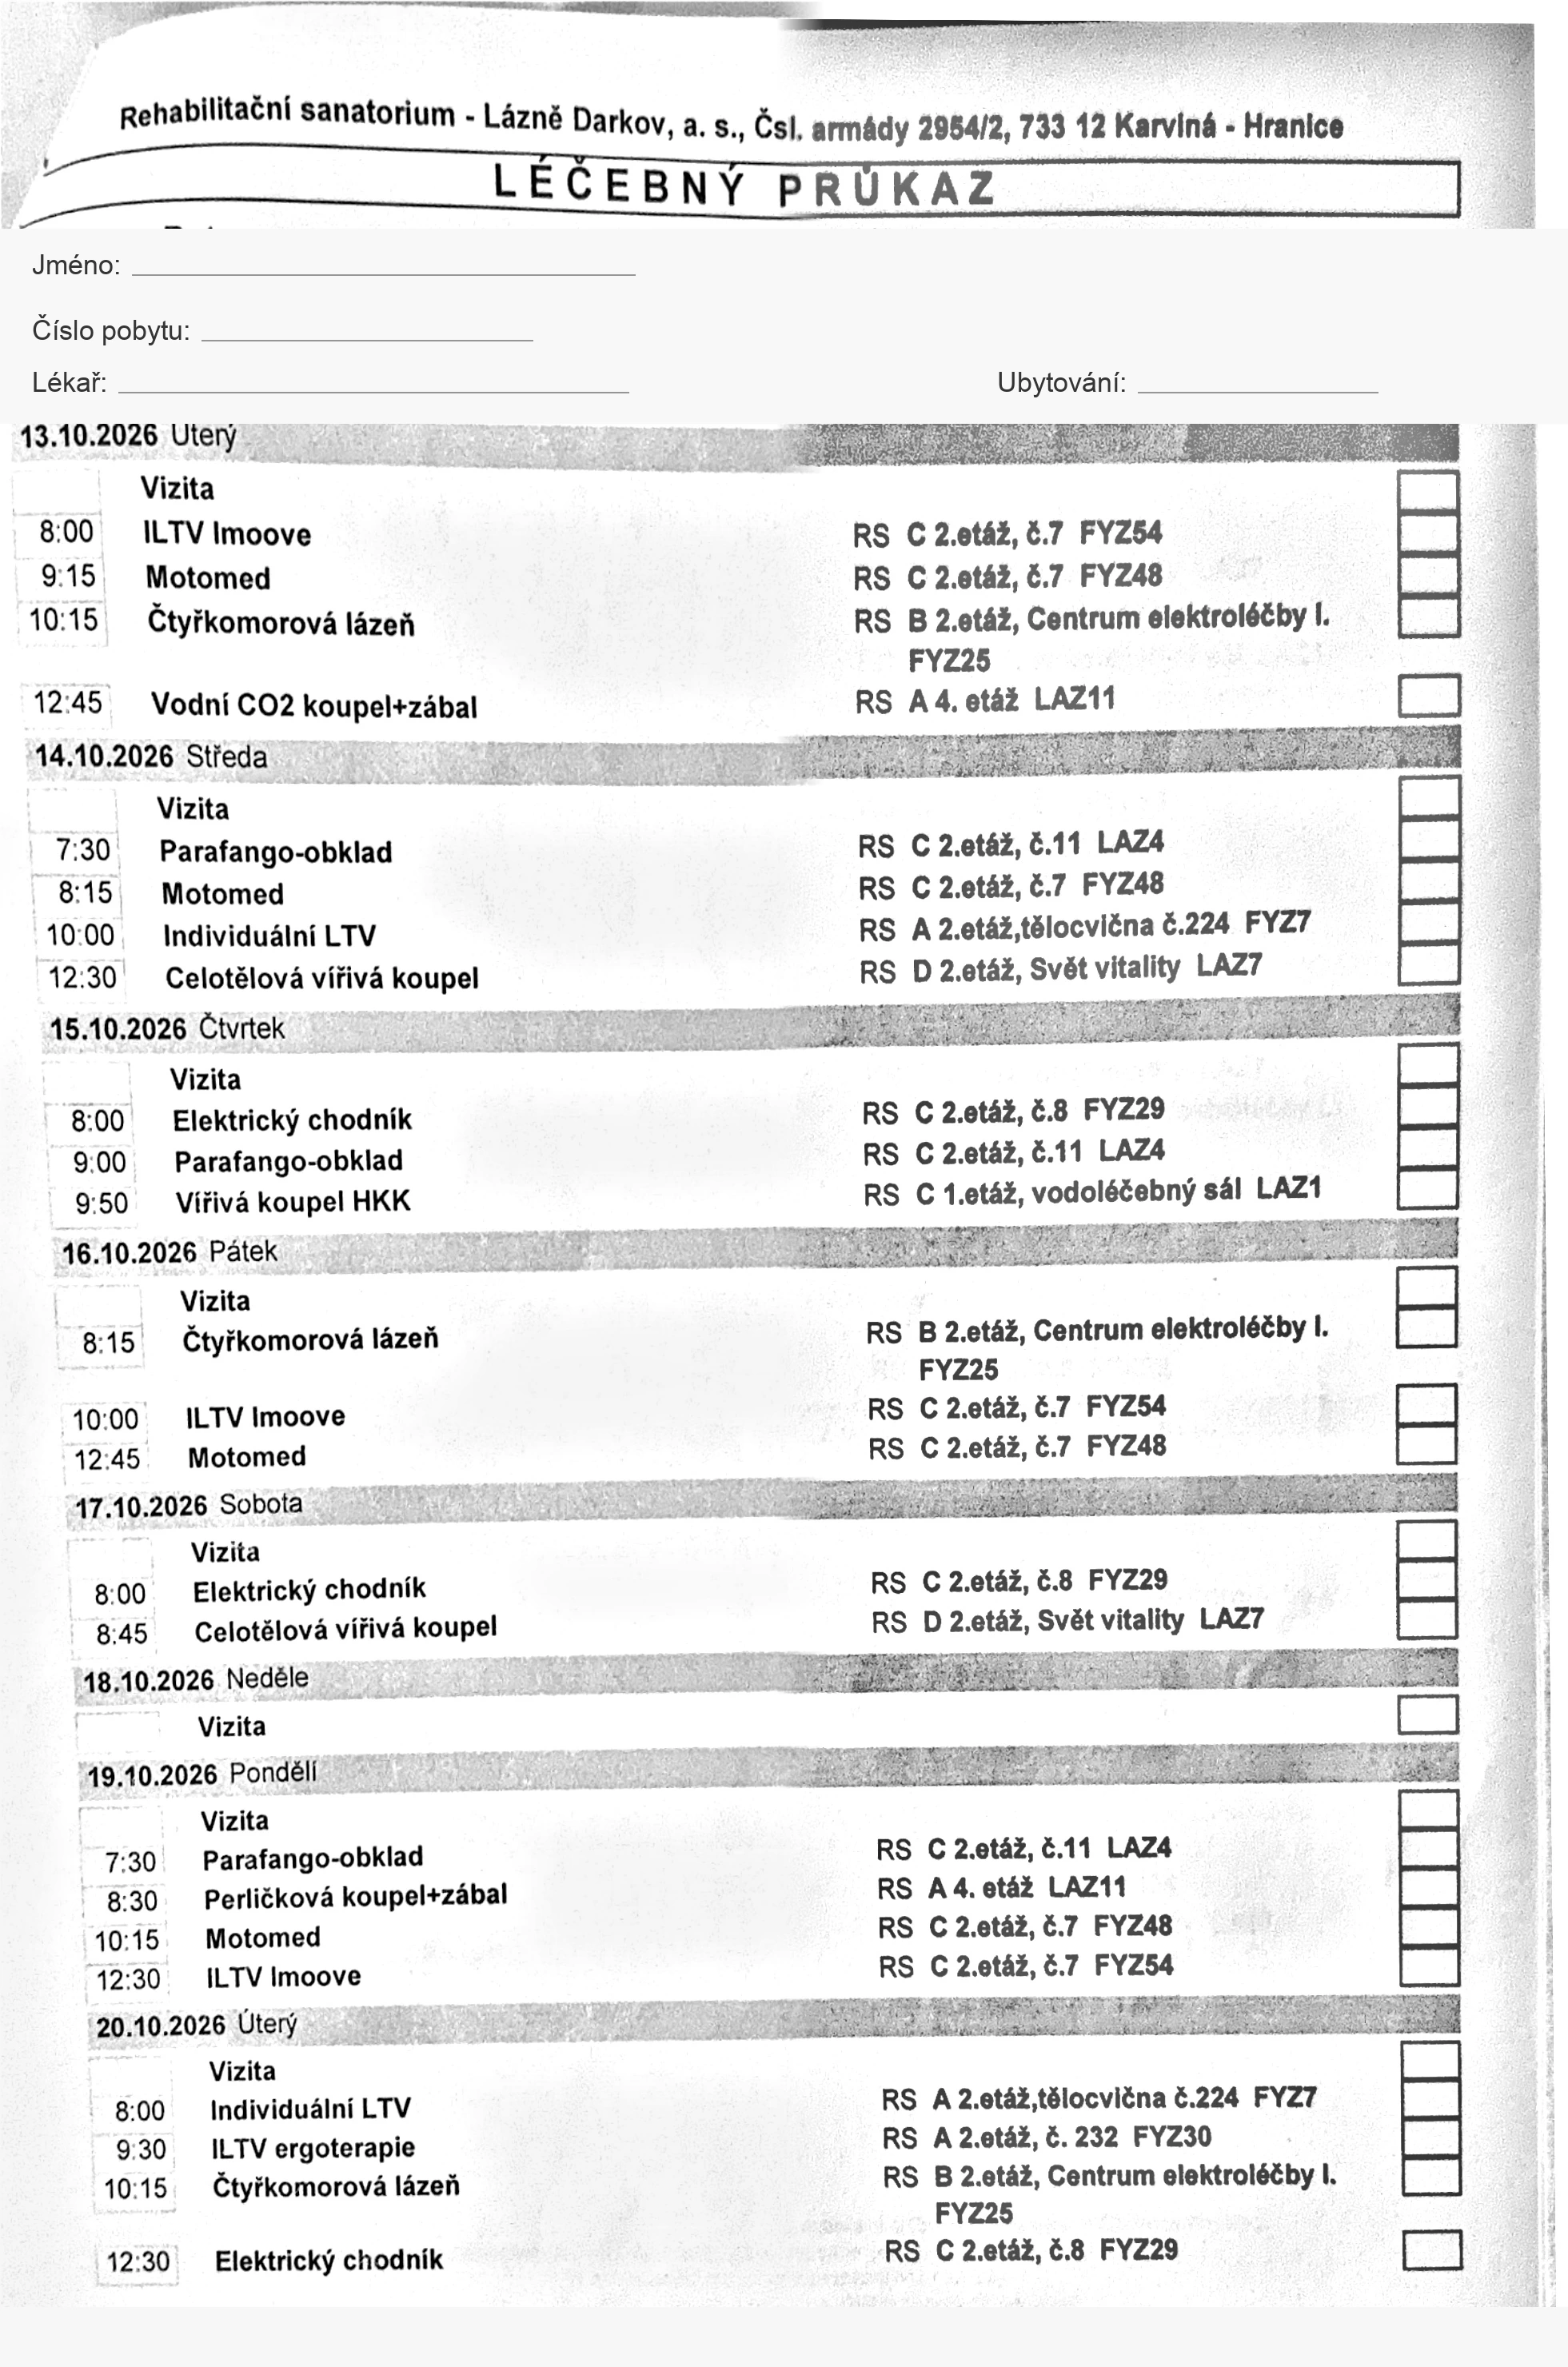 Rehabilitační sanatorium - Lázně Darkov, a. s., Čsl. armády 2954/2, 733 12 Karviná - Hranice
LÉČEBNÝ PRŮKAZ
Jméno:
Číslo pobytu:
Lékař: Ubytování:
13.10.2026 Úterý
Vizita
8:00 ILTV Imoove RS C 2.etáž, č.7 FYZ54
9:15 Motomed RS C 2.etáž, č.7 FYZ48
10:15 Čtyřkomorová lázeň RS B 2.etáž, Centrum elektroléčby I.
FYZ25
12:45 Vodní CO2 koupel+zábal RS A 4. etáž LAZ11
14.10.2026 Středa
Vizita
7:30 Parafango-obklad RS C 2.etáž, č.11 LAZ4
8:15 Motomed RS C 2.etáž, č.7 FYZ48
10:00 Individuální LTV RS A 2.etáž,tělocvična č.224 FYZ7
12:30 Celotělová vířivá koupel RS D 2.etáž, Svět vitality LAZ7
15.10.2026 Čtvrtek
Vizita
8:00 Elektrický chodník RS C 2.etáž, č.8 FYZ29
9:00 Parafango-obklad RS C 2.etáž, č.11 LAZ4
9:50 Vířivá koupel HKK RS C 1.etáž, vodoléčebný sál LAZ1
16.10.2026 Pátek
Vizita
8:15 Čtyřkomorová lázeň RS B 2.etáž, Centrum elektroléčby I.
FYZ25
10:00 ILTV Imoove RS C 2.etáž, č.7 FYZ54
12:45 Motomed RS C 2.etáž, č.7 FYZ48
17.10.2026 Sobota
Vizita
8:00 Elektrický chodník RS C 2.etáž, č.8 FYZ29
8:45 Celotělová vířivá koupel RS D 2.etáž, Svět vitality LAZ7
18.10.2026 Neděle
Vizita
19.10.2026 Pondělí
Vizita
7:30 Parafango-obklad RS C 2.etáž, č.11 LAZ4
8:30 Perličková koupel+zábal RS A 4. etáž LAZ11
10:15 Motomed RS C 2.etáž, č.7 FYZ48
12:30 ILTV Imoove RS C 2.etáž, č.7 FYZ54
20.10.2026 Úterý
Vizita
8:00 Individuální LTV RS A 2.etáž,tělocvična č.224 FYZ7
9:30 ILTV ergoterapie RS A 2.etáž, č. 232 FYZ30
10:15 Čtyřkomorová lázeň RS B 2.etáž, Centrum elektroléčby I.
FYZ25
12:30 Elektrický chodník RS C 2.etáž, č.8 FYZ29